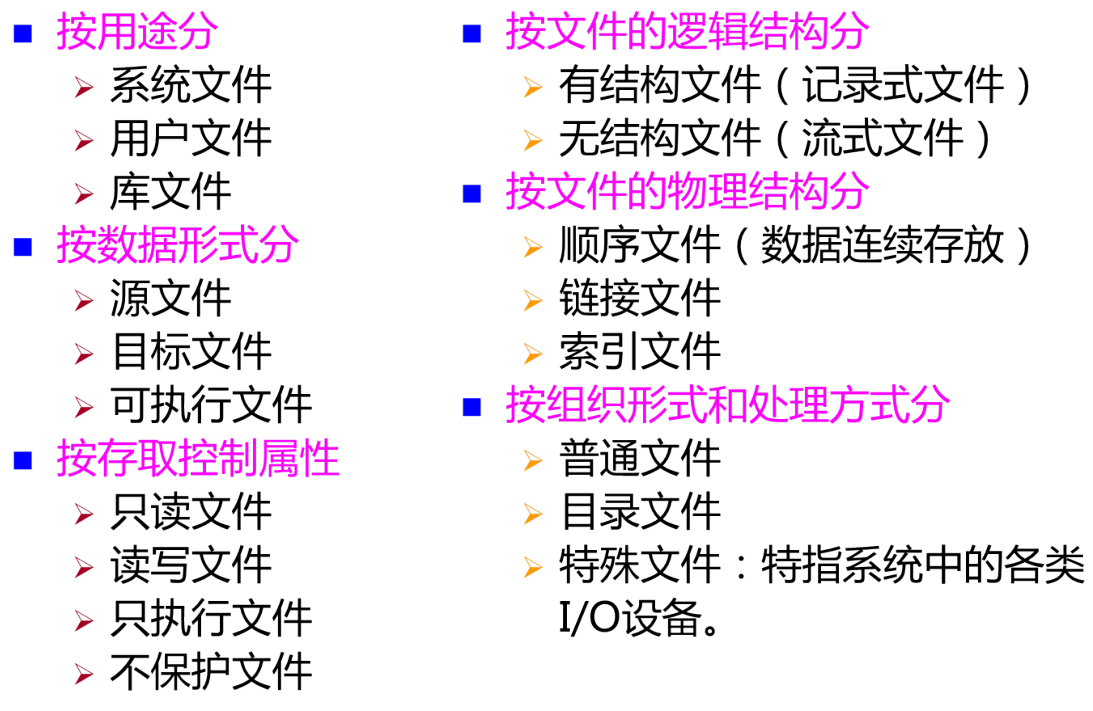 按用途分
系统文件
用户文件
库文件
按数据形式分
源文件
目标文件
可执行文件
按存取控制属性
只读文件
读写文件
只执行文件
不保护文件
按文件的逻辑结构分
有结构文件（记录式文件）
无结构文件（流式文件）
按文件的物理结构分
顺序文件（数据连续存放）
链接文件
索引文件
按组织形式和处理方式分
普通文件
目录文件
特殊文件：特指系统中的各类
I/O设备。